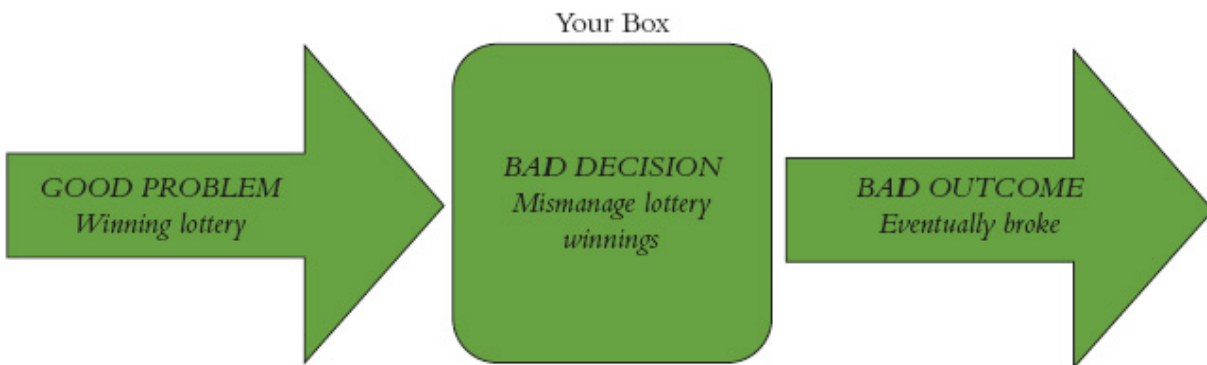 Your Box
GOOD PROBLEM
Winning lottery
BAD DECISION
Mismanage lottery
winnings
BAD OUTCOME
Eventually broke